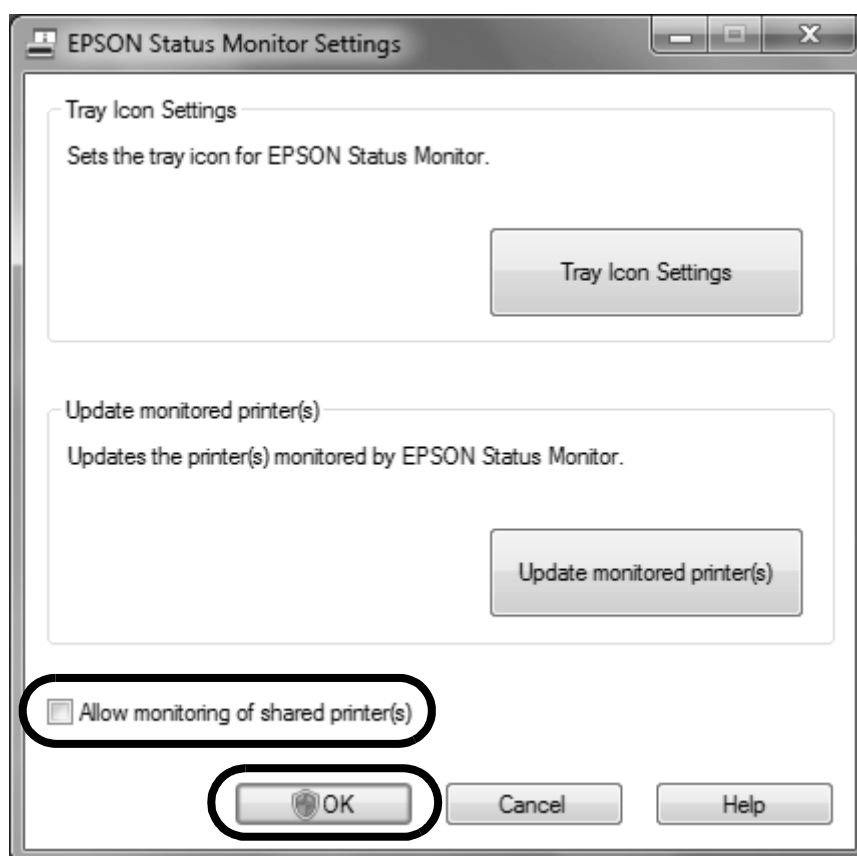 EPSON Status Monitor Settings
Tray Icon Settings
Sets the tray icon for EPSON Status Monitor.
Tray Icon Settings
Update monitored printer(s)
Updates the printer(s) monitored by EPSON Status Monitor.
Update monitored printer(s)
Allow monitoring of shared printer(s)
OK Cancel Help